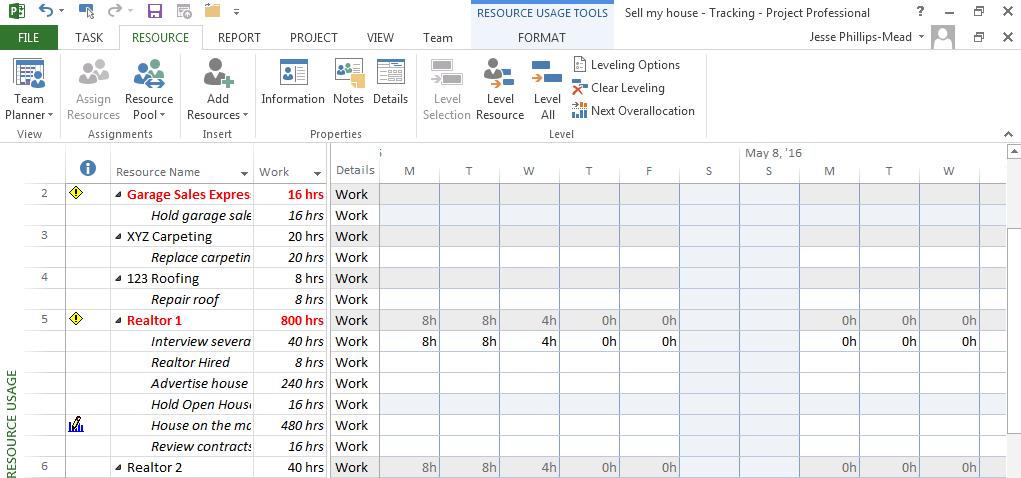 RESOURCE USAGE TOOLS Sell my house - Tracking - Project Professional ?
FILE TASK RESOURCE REPORT PROJECT VIEW Team FORMAT Jesse Phillips-Mead
Team Planner Assign Resources Resource Pool Add Resources Information Notes Details Level Selection Level Resource Level All Leveling Options
Clear Leveling
Next Overallocation
View Assignments Insert Properties Level
May 8, '16
Resource Name Work Details M T W T F S S M T W
2 Garage Sales Expres 16 hrs Work
Hold garage sale 16 hrs Work
3 XYZ Carpeting 20 hrs Work
Replace carpetin 20 hrs Work
4 123 Roofing 8 hrs Work
Repair roof 8 hrs Work
5 Realtor 1 800 hrs Work 8h 8h 4h 0h 0h 0h 0h 0h
Interview severa 40 hrs Work 8h 8h 4h 0h 0h 0h 0h 0h
Realtor Hired 8 hrs Work
Advertise house 240 hrs Work
Hold Open Hous 16 hrs Work
House on the ma 480 hrs Work
Review contracts 16 hrs Work
6 Realtor 2 40 hrs Work 8h 8h 4h 0h 0h 0h 0h 0h
RESOURCE USAGE